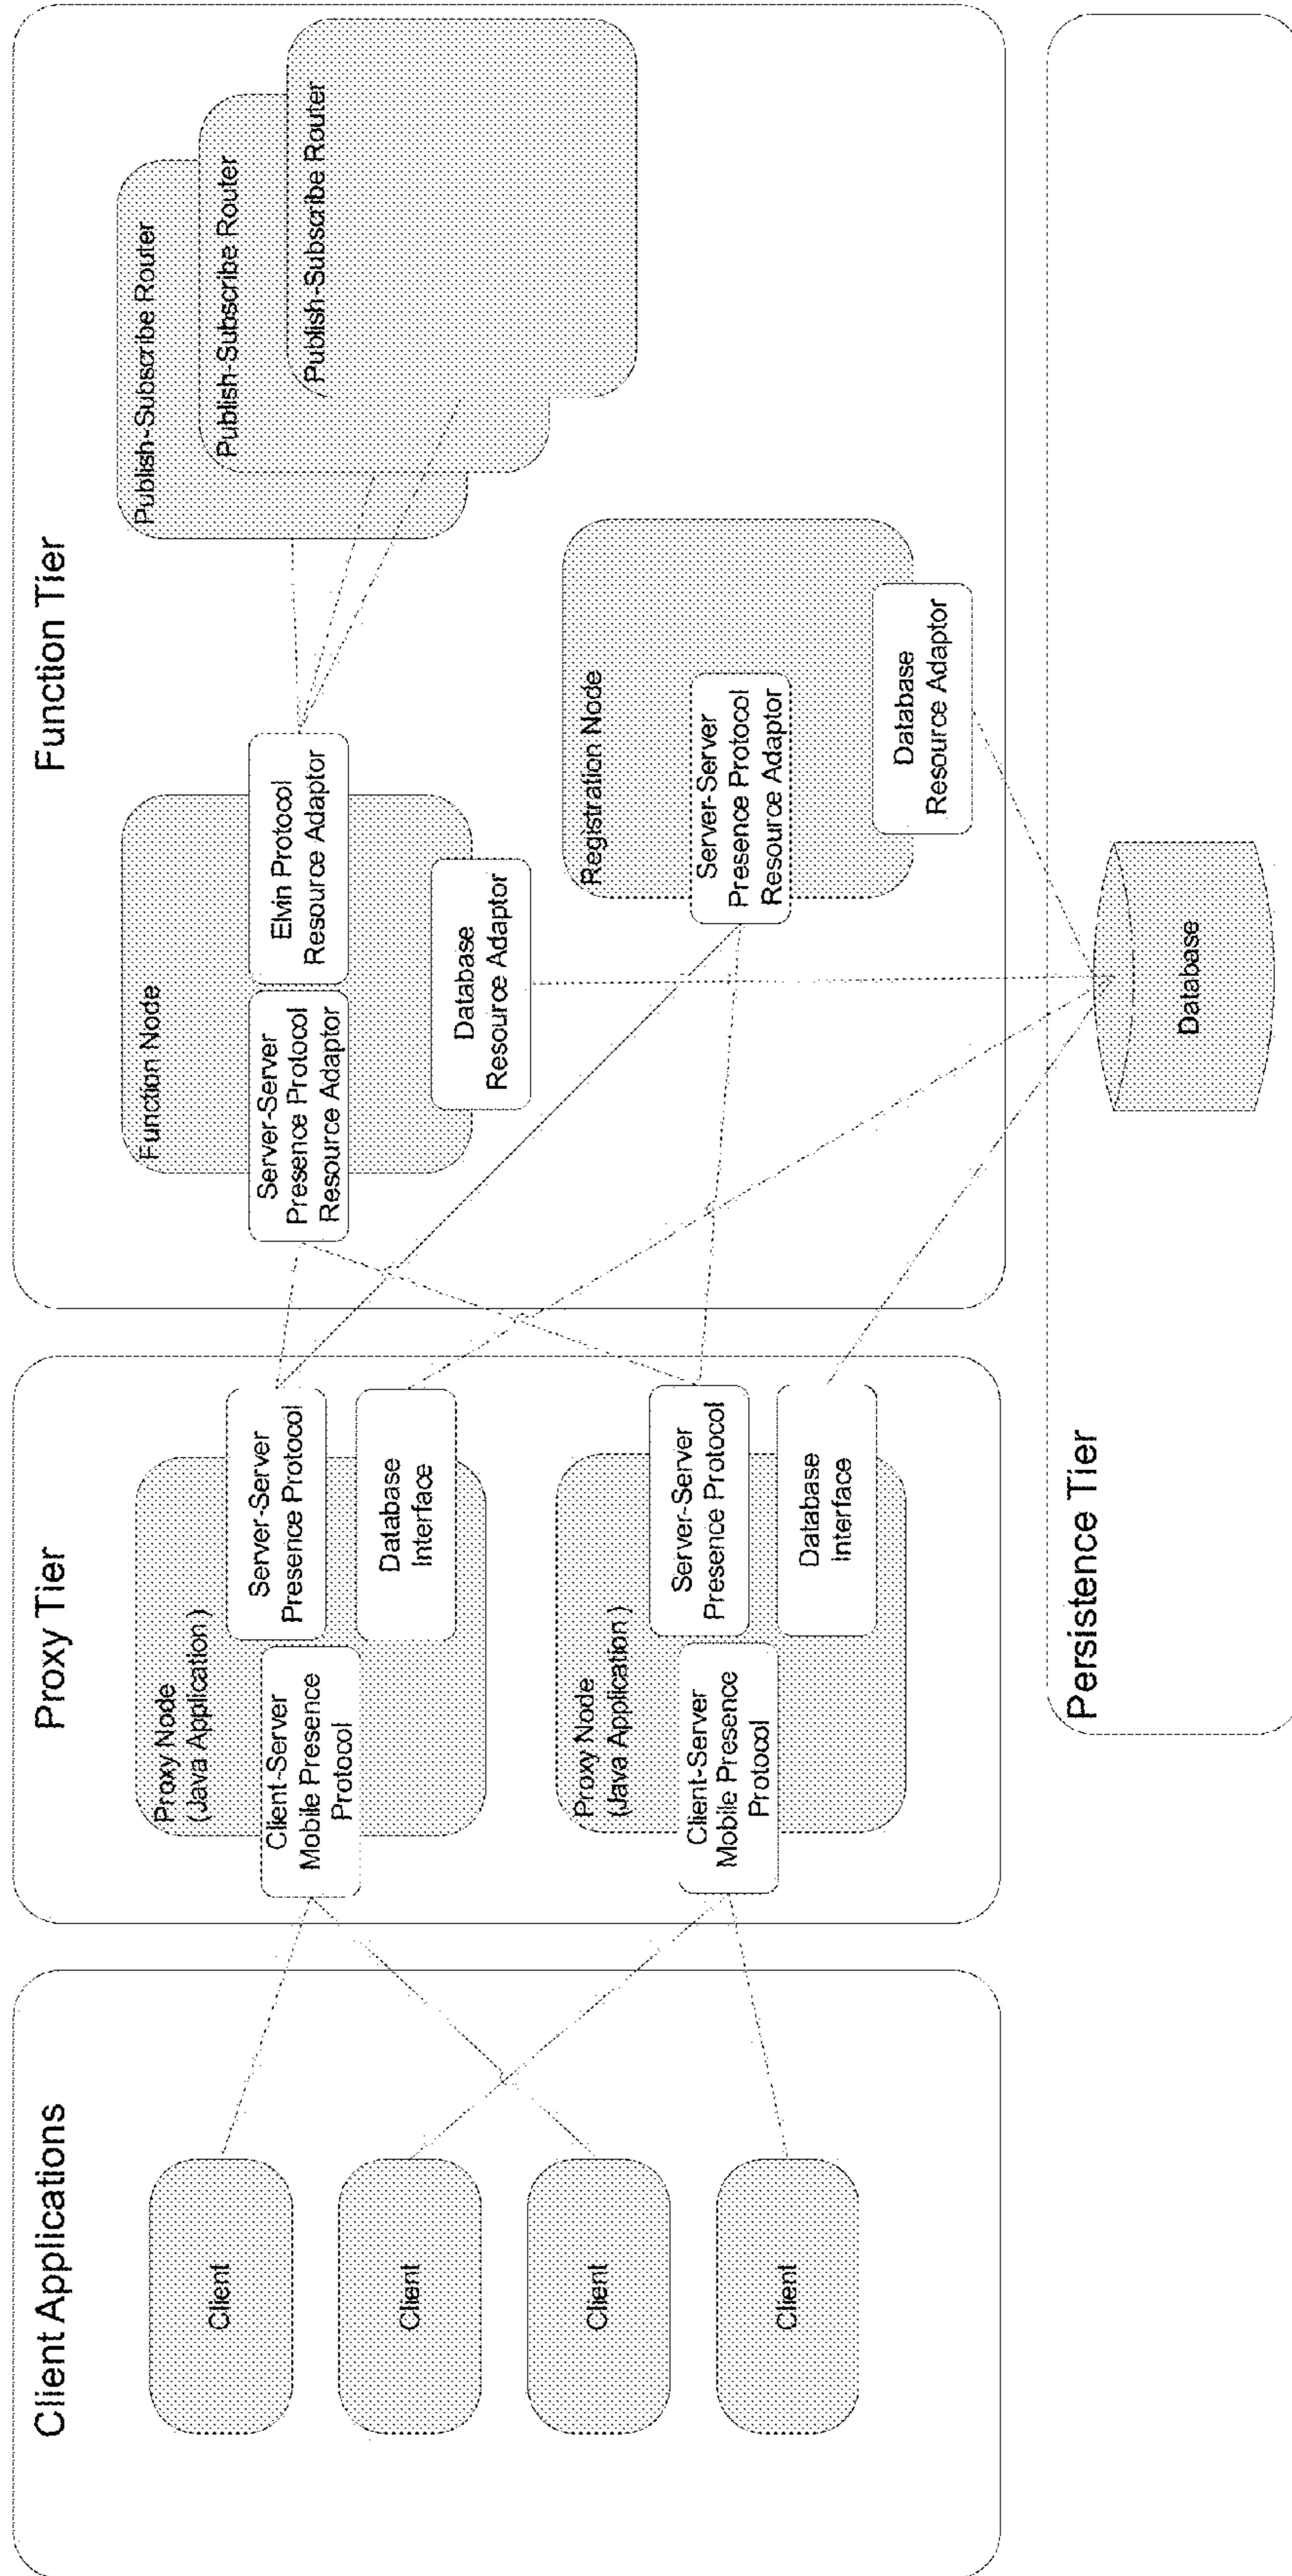 Client Applications
Client
Client
Client
Client
Proxy Tier
Proxy Node
(Java Application)
Client-Server
Mobile Presence
Protocol
Server-Server
Presence Protocol
Database
Interface
Proxy Node
(Java Application)
Client-Server
Mobile Presence
Protocol
Server-Server
Presence Protocol
Database
Interface
Function Tier
Function Node
Server-Server
Presence Protocol
Resource Adaptor
Elvin Protocol
Resource Adaptor
Database
Resource Adaptor
Publish-Subscribe Router
Publish-Subscribe Router
Publish-Subscribe Router
Registration Node
Server-Server
Presence Protocol
Resource Adaptor
Database
Resource Adaptor
Persistence Tier
Database